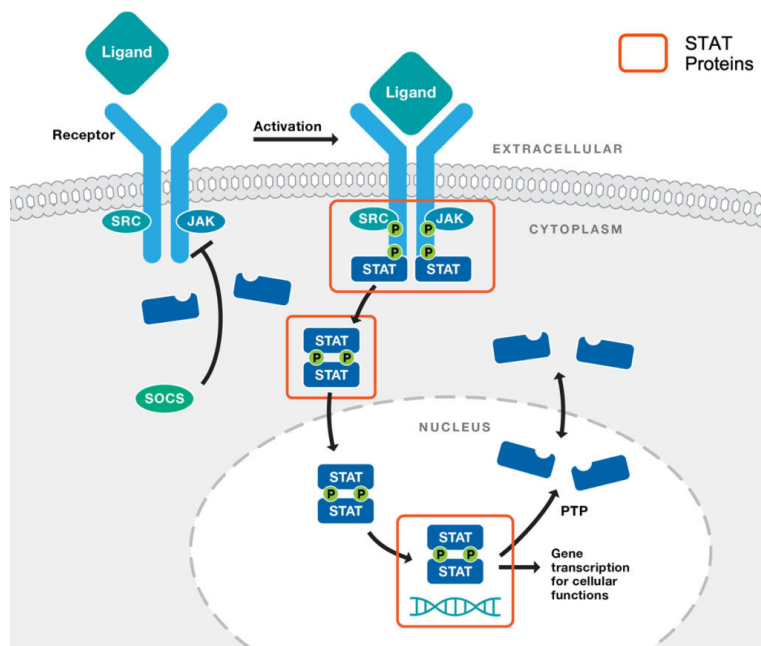 Ligand
STAT
Proteins
Receptor
Activation
Ligand
EXTRACELLULAR
SRC
JAK
SRC
JAK
CYTOPLASM
P
P
P
P
STAT
STAT
STAT
P
P
STAT
SOCS
NUCLEUS
STAT
P
P
STAT
PTP
STAT
P
P
STAT
Gene
transcription
for cellular
functions